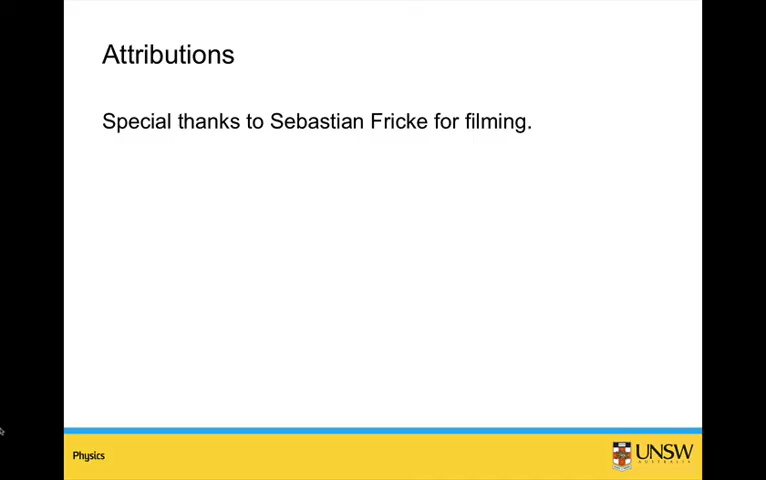 Attributions
Special thanks to Sebastian Fricke for filming.
Physics
UNSW
AUSTRALIA